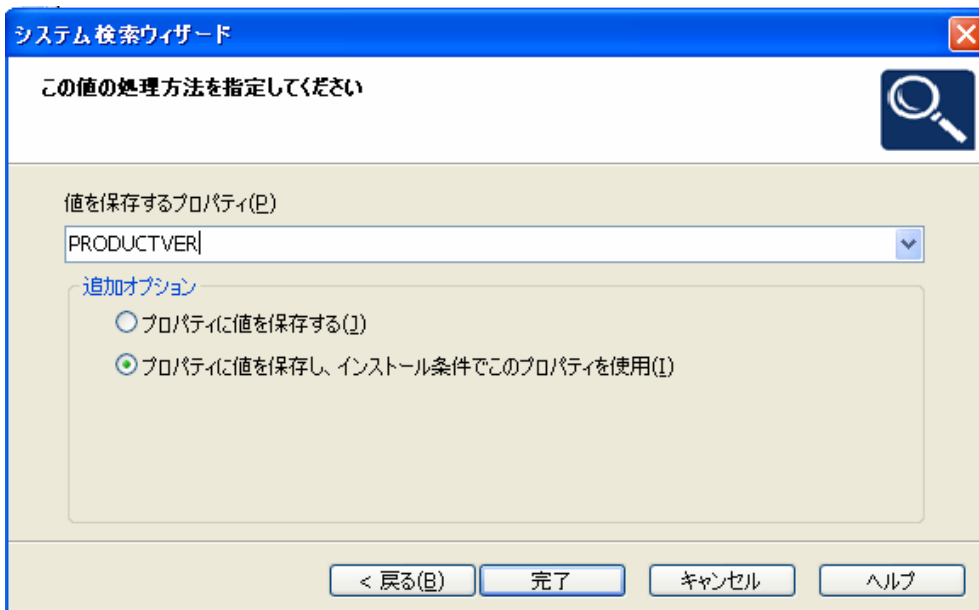 システム検索ウィザード
この値の処理方法を指定してください
値を保存するプロパティ(P)
PRODUCTVER
追加オプション
プロパティに値を保存する(J)
プロパティに値を保存し、インストール条件でこのプロパティを使用(I)
< 戻る(B)
完了
キャンセル
ヘルプ